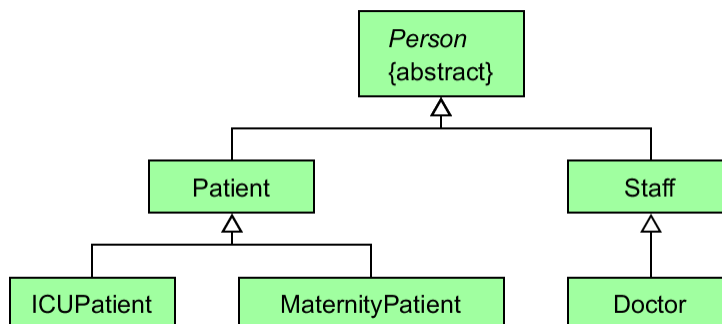 Person
{abstract}
Patient
Staff
ICUPatient
MaternityPatient
Doctor